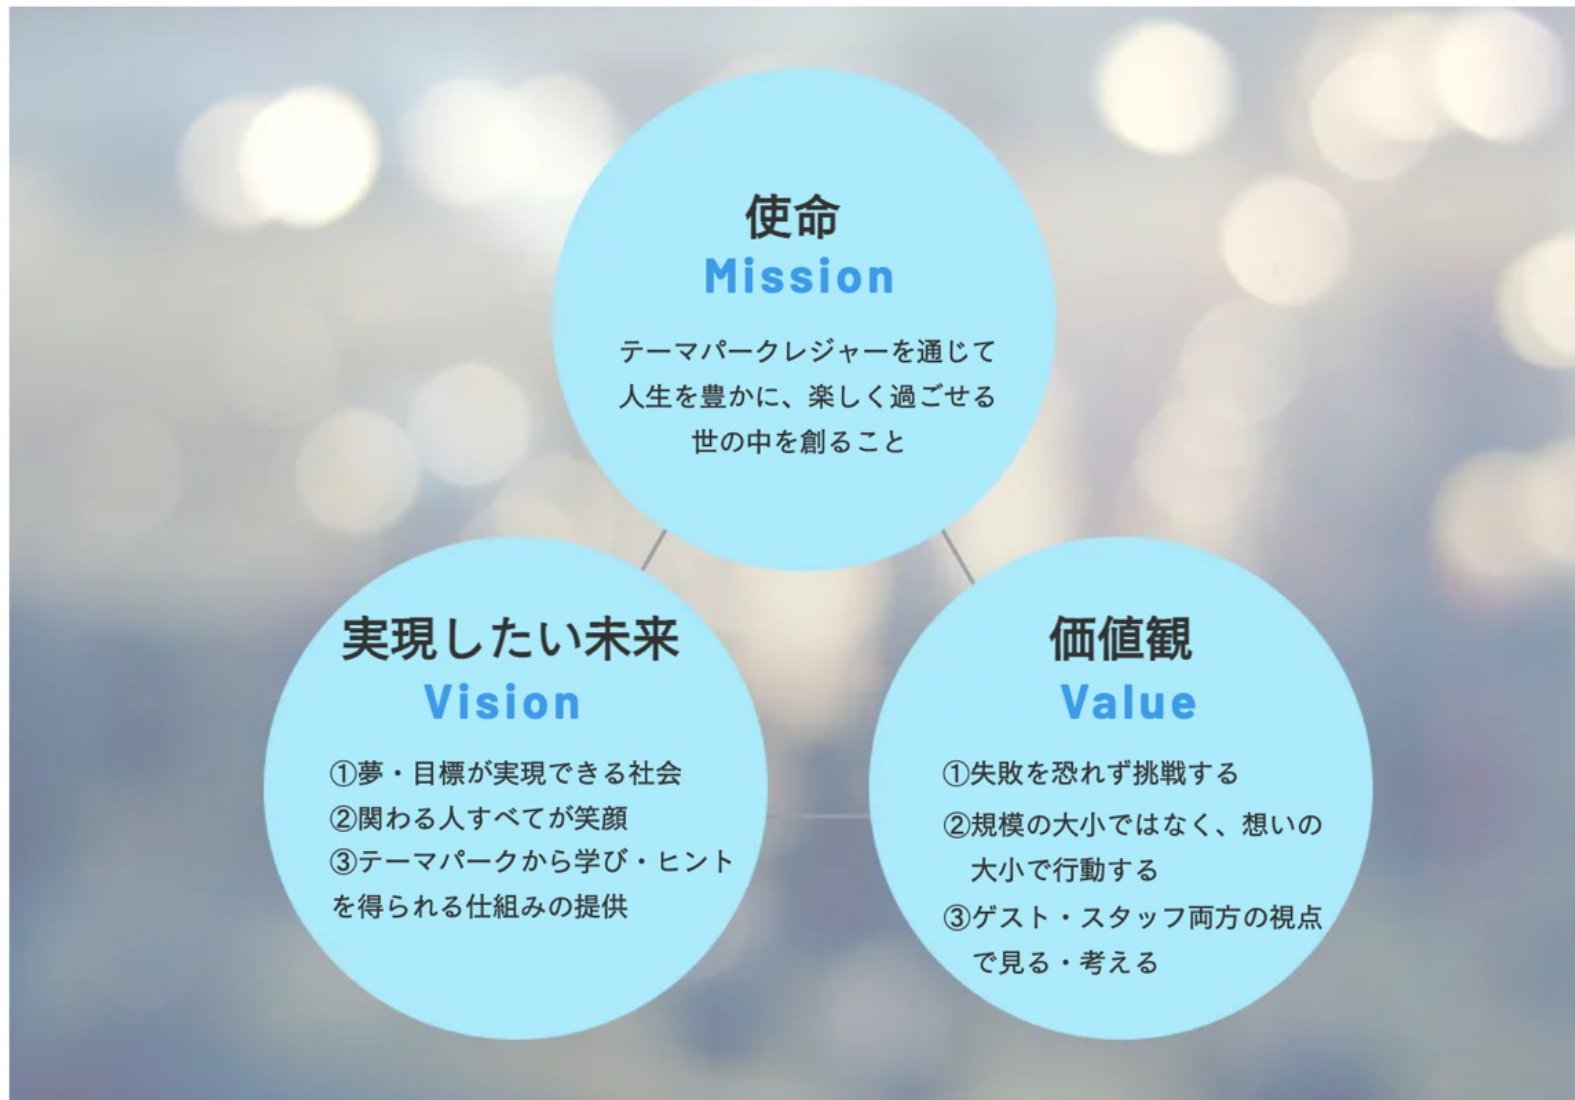 使命
Mission
テーマパークレジャーを通じて
人生を豊かに、楽しく過ごせる
世の中を創ること
実現したい未来
Vision
①夢・目標が実現できる社会
②関わる人すべてが笑顔
③テーマパークから学び・ヒント
を得られる仕組みの提供
価値観
Value
①失敗を恐れず挑戦する
②規模の大小ではなく、想いの
大小で行動する
③ゲスト・スタッフ両方の視点
で見る・考える